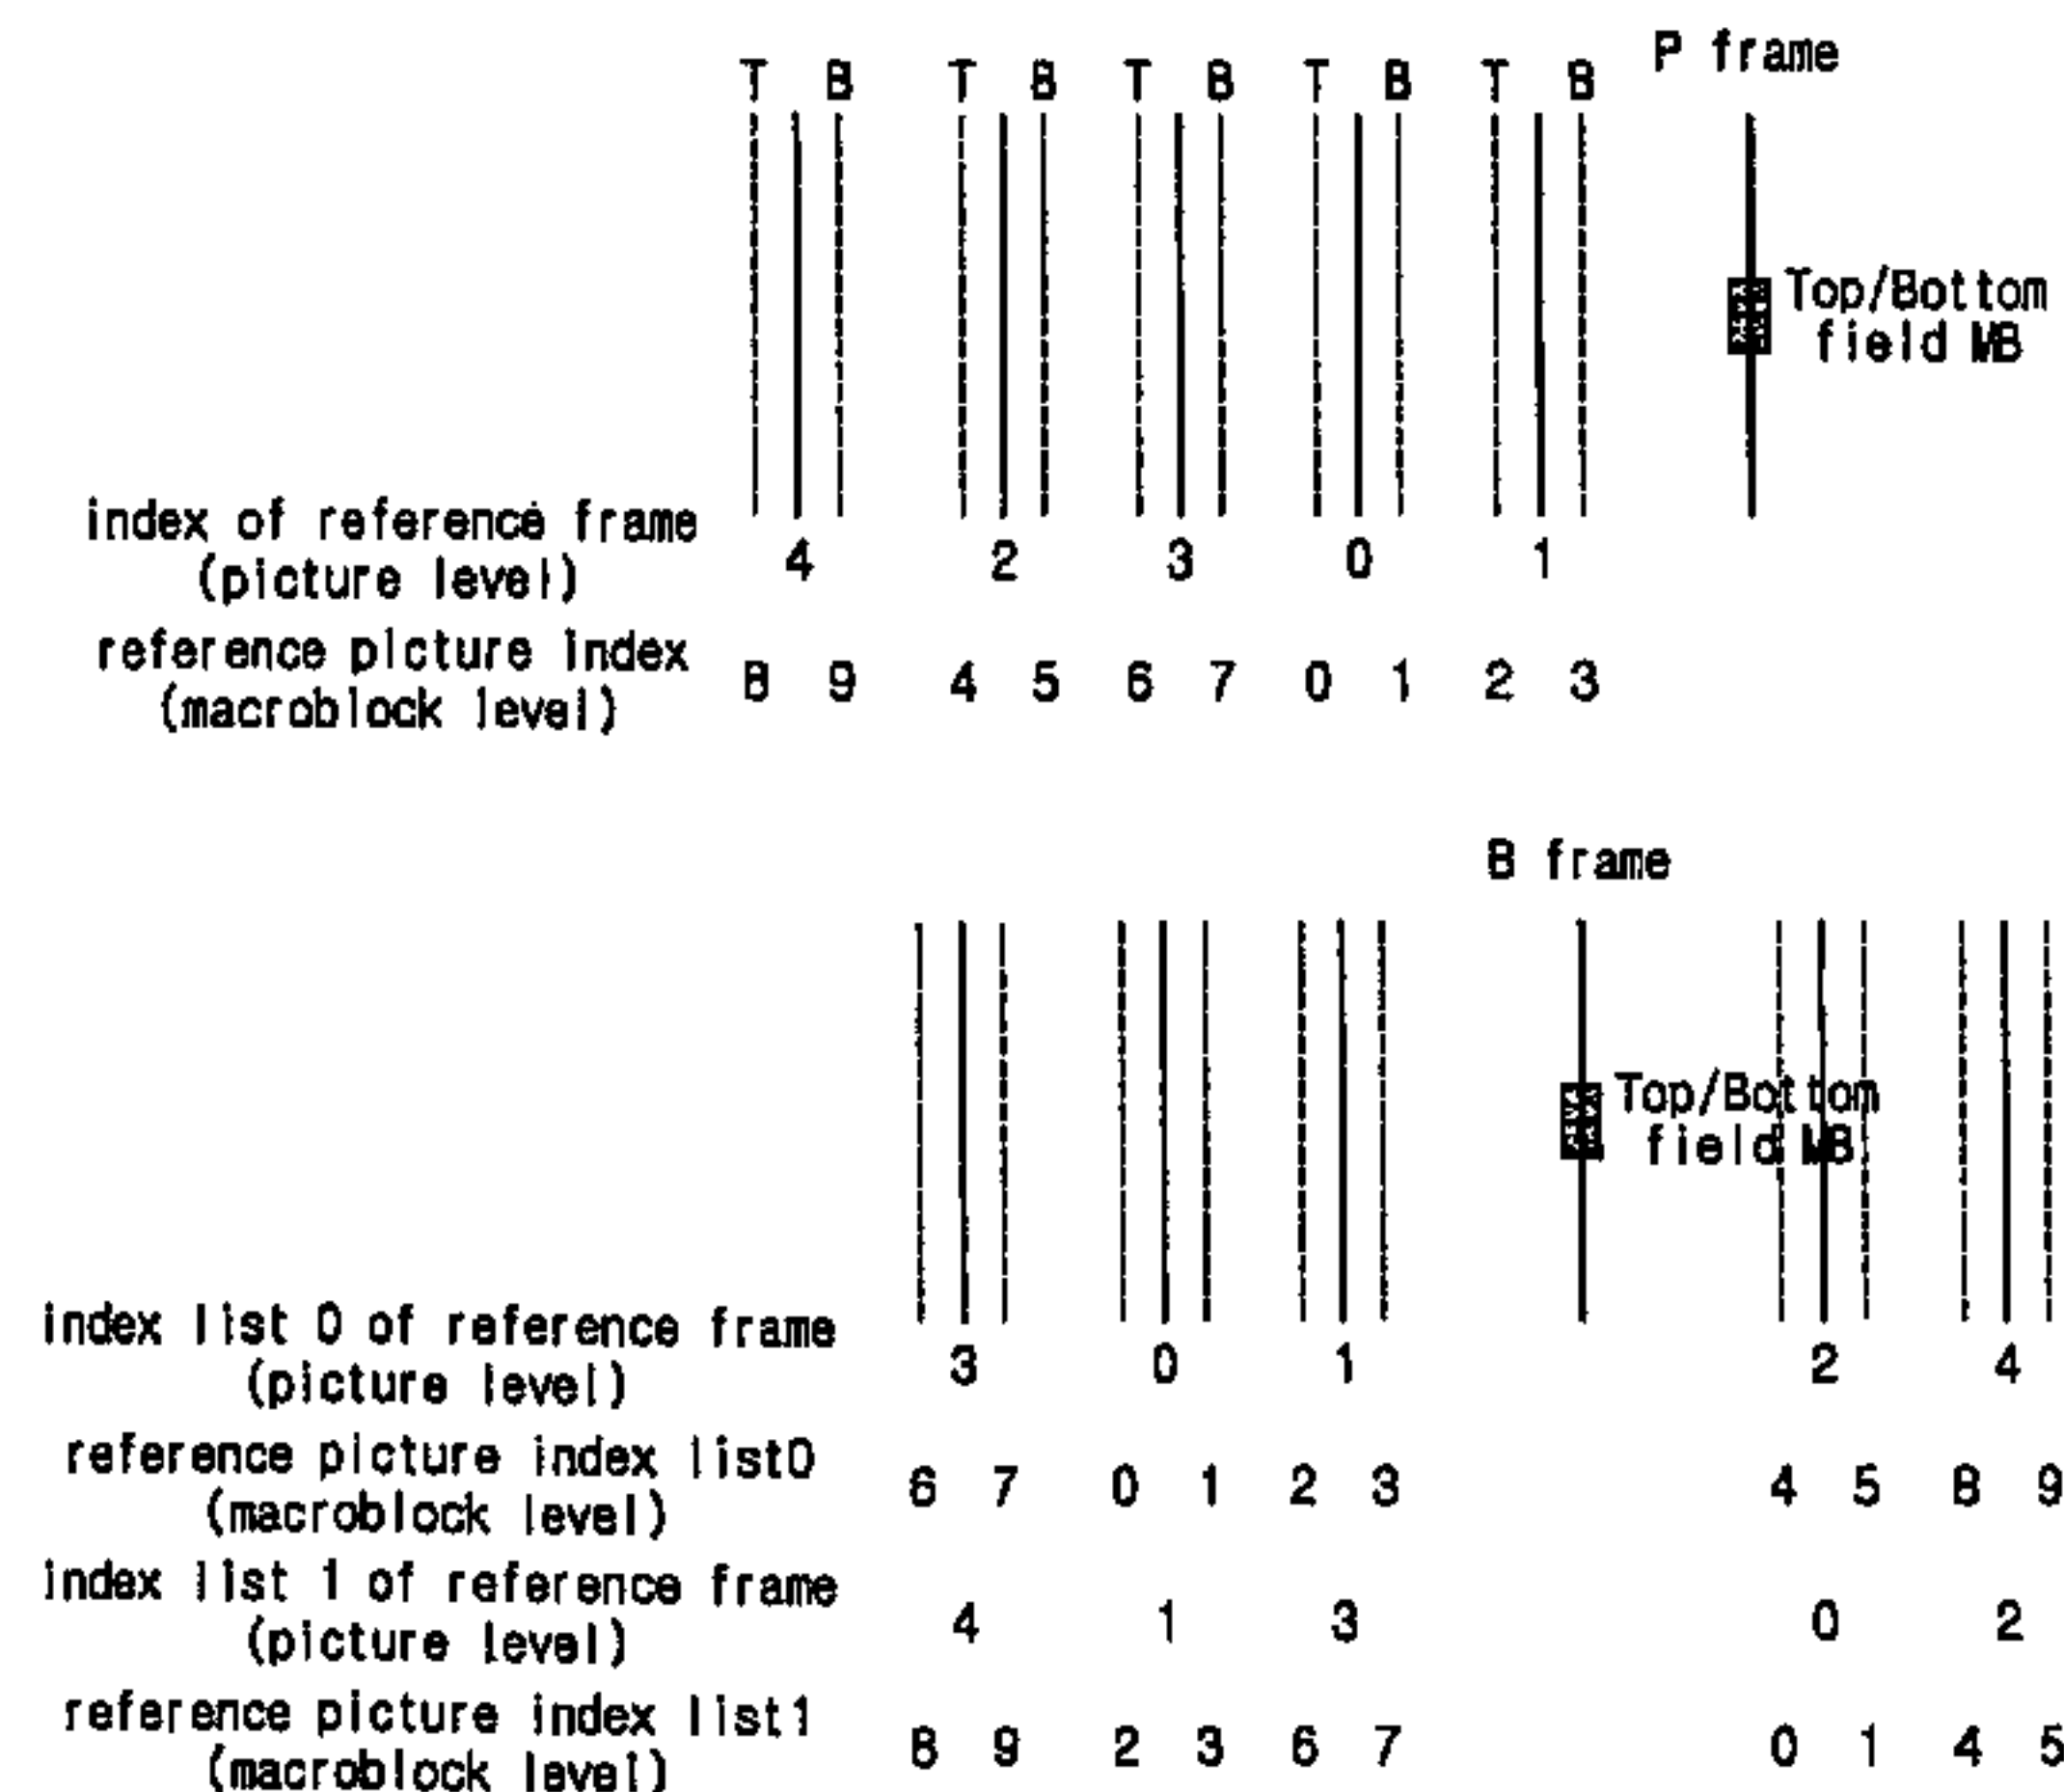 P frame
T B T B T B T B T B
Top/Bottom
field MB
index of reference frame
(picture level)
4 2 3 0 1
reference picture index
(macroblock level)
8 9 4 5 6 7 0 1 2 3
B frame
Top/Bottom
field MB
index list 0 of reference frame
(picture level)
3 0 1 2 4
reference picture index list0
(macroblock level)
6 7 0 1 2 3 4 5 8 9
index list 1 of reference frame
(picture level)
4 1 3 0 2
reference picture index list1
(macroblock level)
8 9 2 3 6 7 0 1 4 5